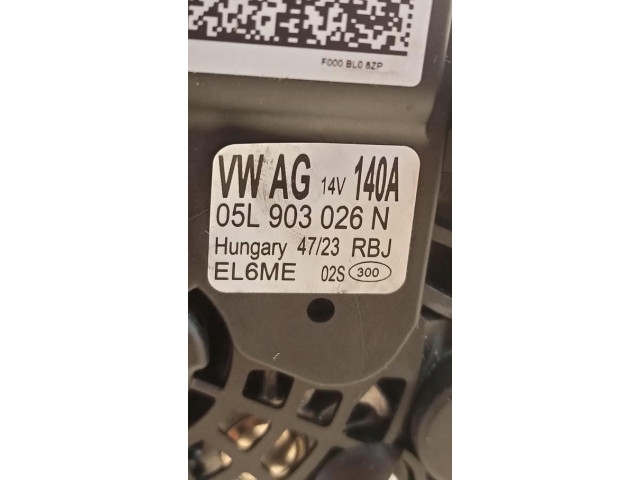 F000 BL0 8ZP
VW AG 14V 140A
05L 903 026 N
Hungary 47/23 RBJ
EL6ME 02S 300